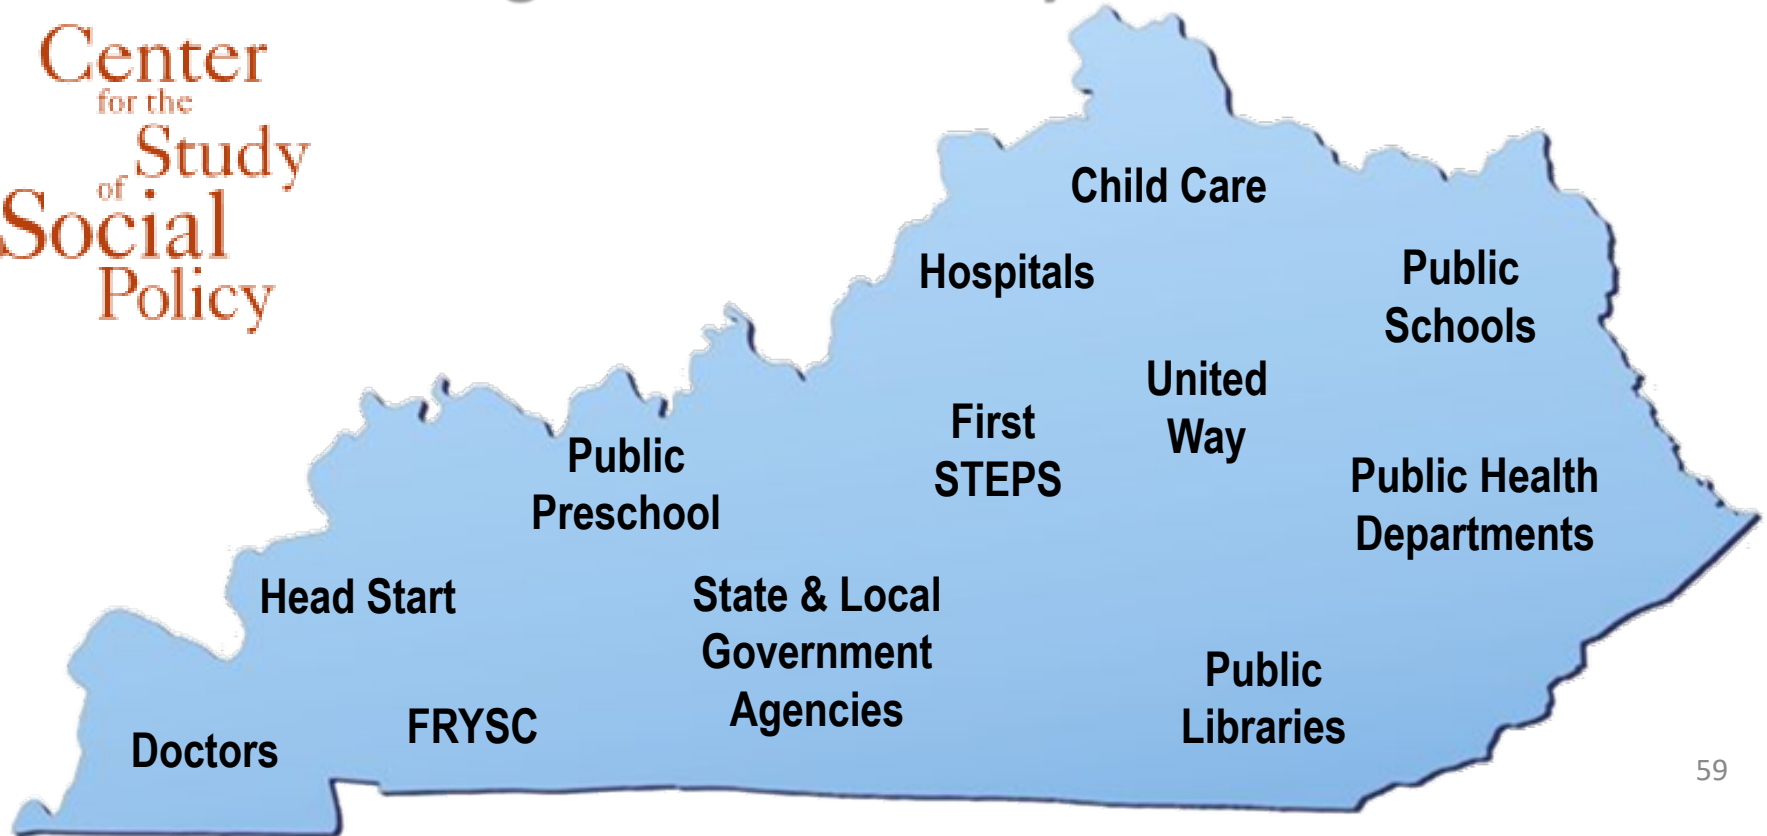 Center
for the
Study
of
Social
Policy
Child Care
Hospitals
Public
Schools
United
Way
First
STEPS
Public
Preschool
Public Health
Departments
Head Start
State & Local
Government
Agencies
Public
Libraries
FRYSC
Doctors
59